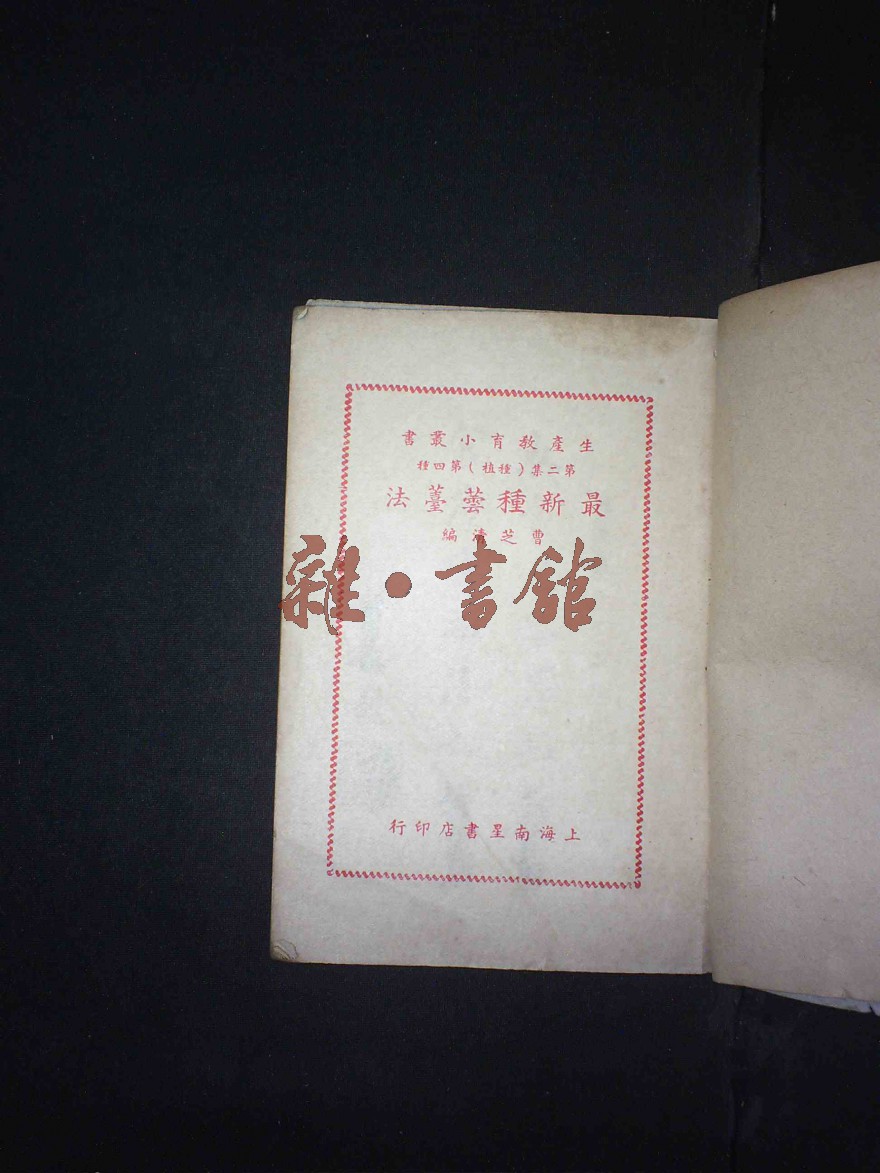 生產教育小叢書
第二集（種植）第四種
最新種蕓薹法
曹芝清編
雜·書館
上海南星書店印行